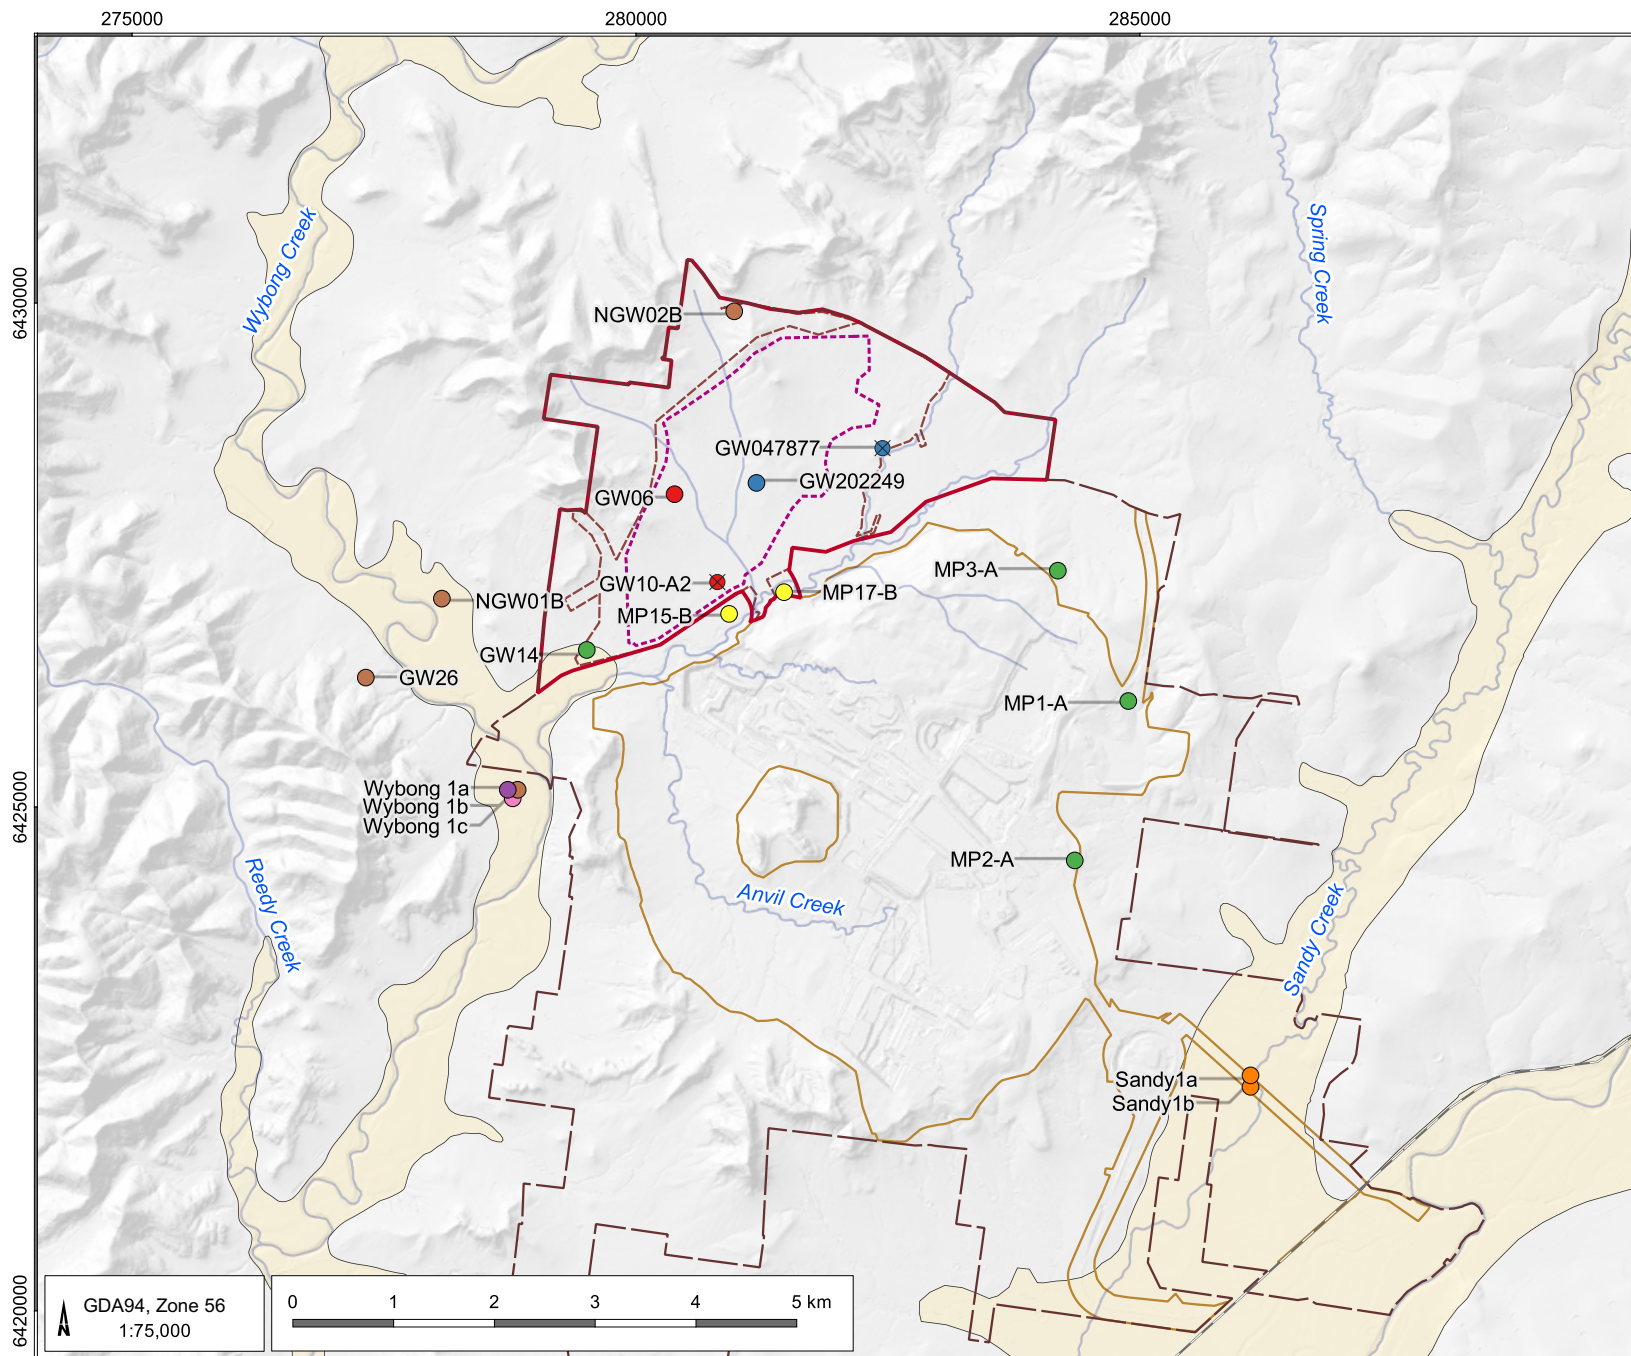 275000
280000
285000
6430000
6425000
6420000
Wybong Creek
Spring Creek
NGW02B
GW047877
GW202249
GW06
MP3-A
GW10-A2
MP17-B
NGW01B
MP15-B
GW14
GW26
MP1-A
Wybong 1a
Wybong 1b
Wybong 1c
MP2-A
Reedy Creek
Anvil Creek
Sandy Creek
Sandy1a
Sandy1b
N
GDA94, Zone 56
1:75,000
0 1 2 3 4 5 km